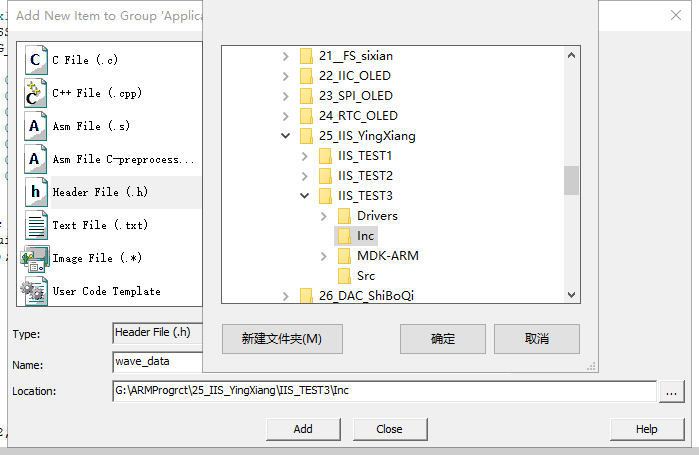 Add New Item to Group 'Applica
C File (.c)
C++ File (.cpp)
Asm File (.s)
Asm File C-preprocess...
Header File (.h)
Text File (.txt)
Image File (.*)
User Code Template
21__FS_sixian
22_IIC_OLED
23_SPI_OLED
24_RTC_OLED
25_IIS_YingXiang
IIS_TEST1
IIS_TEST2
IIS_TEST3
Drivers
Inc
MDK-ARM
Src
26_DAC_ShiBoQi
新建文件夹(M) 确定 取消
Type: Header File (.h)
Name: wave_data
Location: G:\ARMProgrct\25_IIS_YingXiang\IIS_TEST3\Inc ...
Add Close Help